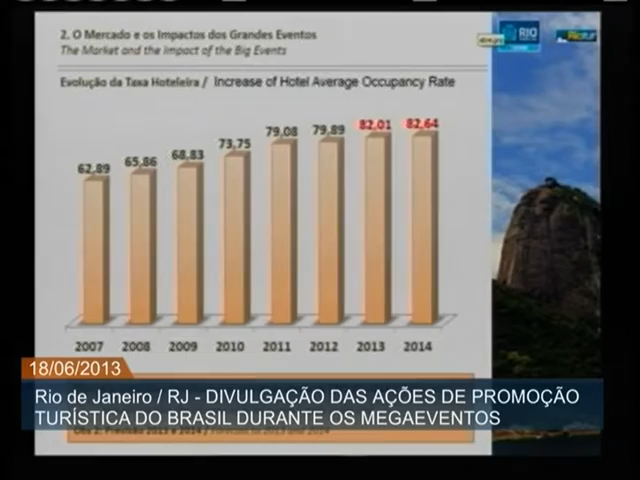 2. O Mercado e os Impactos dos Grandes Eventos
The Market and the Impact of the Big Events
RIO
Riotur
Evolução da Taxa Hoteleira / Increase of Hotel Average Occupancy Rate
62,89 65,86 68,83 73,75 79,08 79,89 82,01 82,64
2007 2008 2009 2010 2011 2012 2013 2014
18/06/2013
Rio de Janeiro / RJ - DIVULGAÇÃO DAS AÇÕES DE PROMOÇÃO
TURÍSTICA DO BRASIL DURANTE OS MEGAEVENTOS